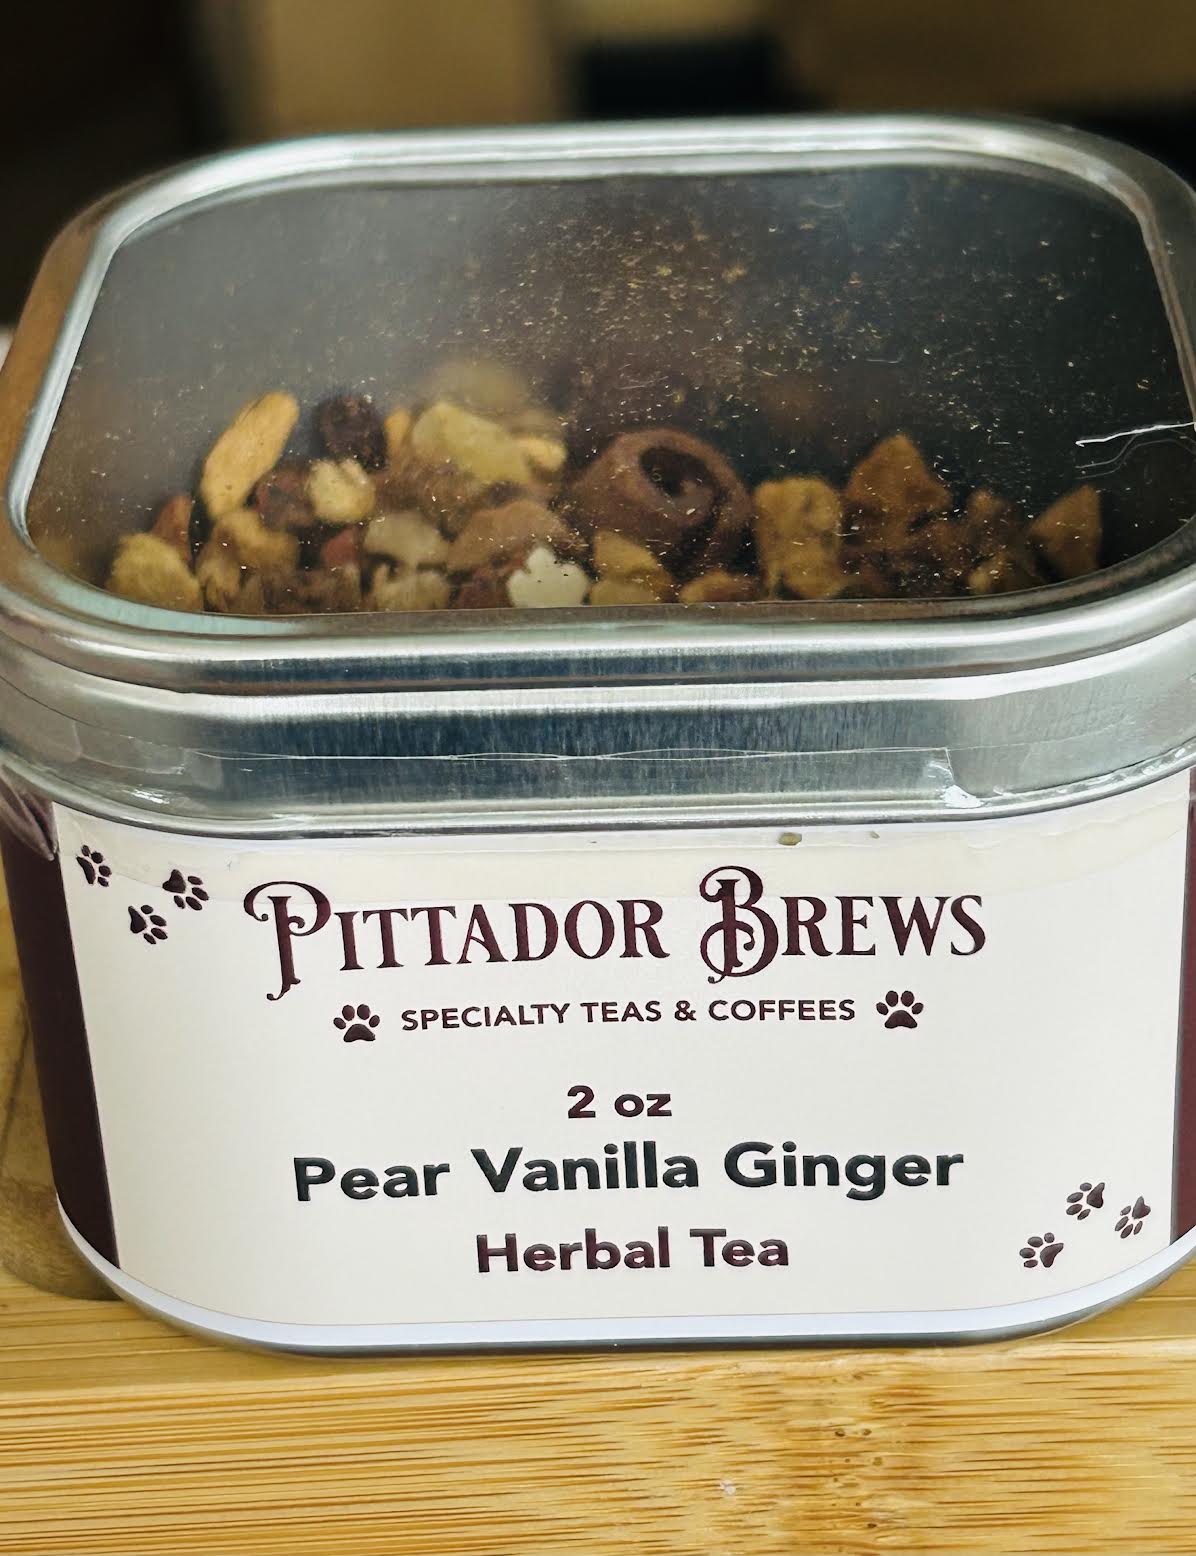 PITTADOR BREWS
SPECIALTY TEAS & COFFEES
2 oz
Pear Vanilla Ginger
Herbal Tea